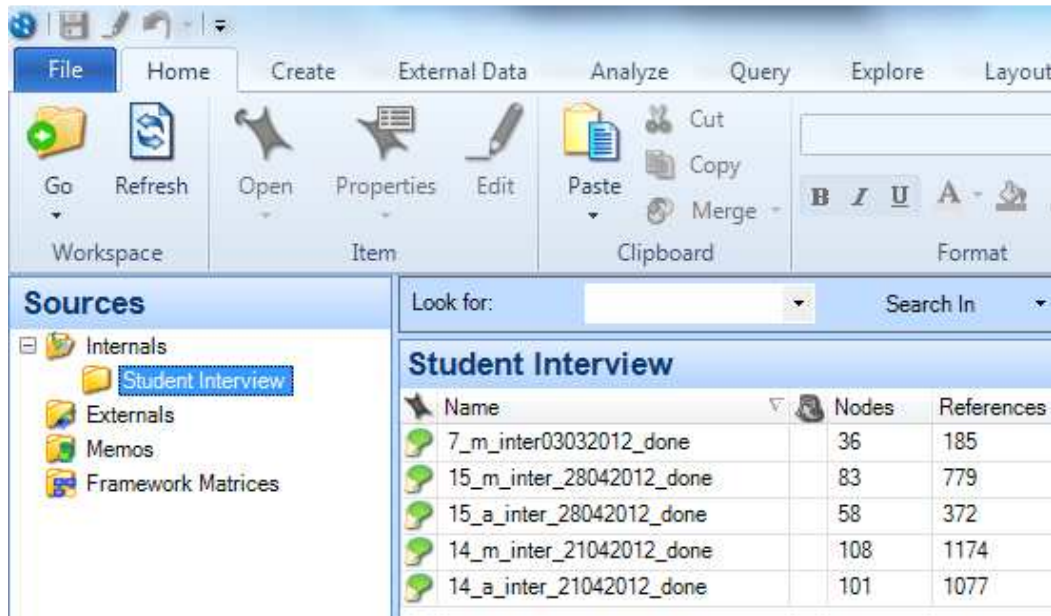 File Home Create External Data Analyze Query Explore Layout
Go Refresh Open Properties Edit Paste Cut Copy Merge
B I U A
Workspace Item Clipboard Format
Sources
Internals
Student Interview
Externals
Memos
Framework Matrices
Look for: Search In
Student Interview
Name Nodes References
7_m_inter03032012_done 36 185
15_m_inter_28042012_done 83 779
15_a_inter_28042012_done 58 372
14_m_inter_21042012_done 108 1174
14_a_inter_21042012_done 101 1077